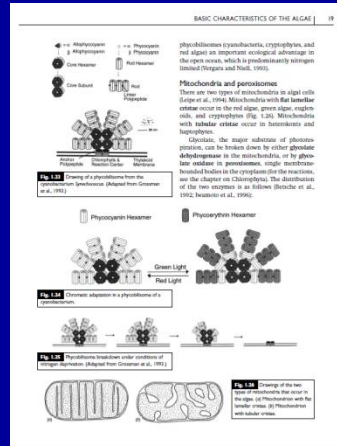 BASIC CHARACTERISTICS OF THE ALGAE 19
Allophycocyanin
Allophycocyanin
Phycocyanin
Phycocyanin
Core Hexamer
Rod Hexamer
Core Subunit
Rod
Linker
Polypeptide
Anchor
Polypeptide
Chlorophylls &
Reaction Center
Thylakoid
Membrane
Fig. 1.23 Drawing of a phycobilisome from the
cyanobacterium Synechococcus. (Adapted from Grossman
et al., 1993.)
phycobilisomes (cyanobacteria, cryptophytes, and
red algae) an important ecological advantage in
the open ocean, which is predominantly nitrogen
limited (Vergara and Niell, 1993).
Mitochondria and peroxisomes
There are two types of mitochondria in algal cells
(Leipe et al., 1994). Mitochondria with flat lamellar
cristae occur in the red algae, green algae, euglen-
oids, and cryptophytes (Fig. 1.26). Mitochondria
with tubular cristae occur in heterokonts and
haptophytes.
Glycolate, the major substrate of photores-
piration, can be broken down by either glycolate
dehydrogenase in the mitochondria, or by glyco-
late oxidase in peroxisomes, single membrane-
bounded bodies in the cytoplasm (for the reactions,
see the chapter on Chlorophyta). The distribution
of the two enzymes is as follows (Betsche et al.,
1992; Iwamoto et al., 1996):
Phycocyanin Hexamer
Phycoerythrin Hexamer
Green Light
Red Light
Fig. 1.24 Chromatic adaptation in a phycobilisome of a
cyanobacterium.
Fig. 1.25 Phycobilisome breakdown under conditions of
nitrogen deprivation. (Adapted from Grossman et al., 1993.)
Fig. 1.26 Drawings of the two
types of mitochondria that occur in
the algae. (a) Mitochondrion with flat
lamellar cristae. (b) Mitochondrion
with tubular cristae.
(a)
(b)